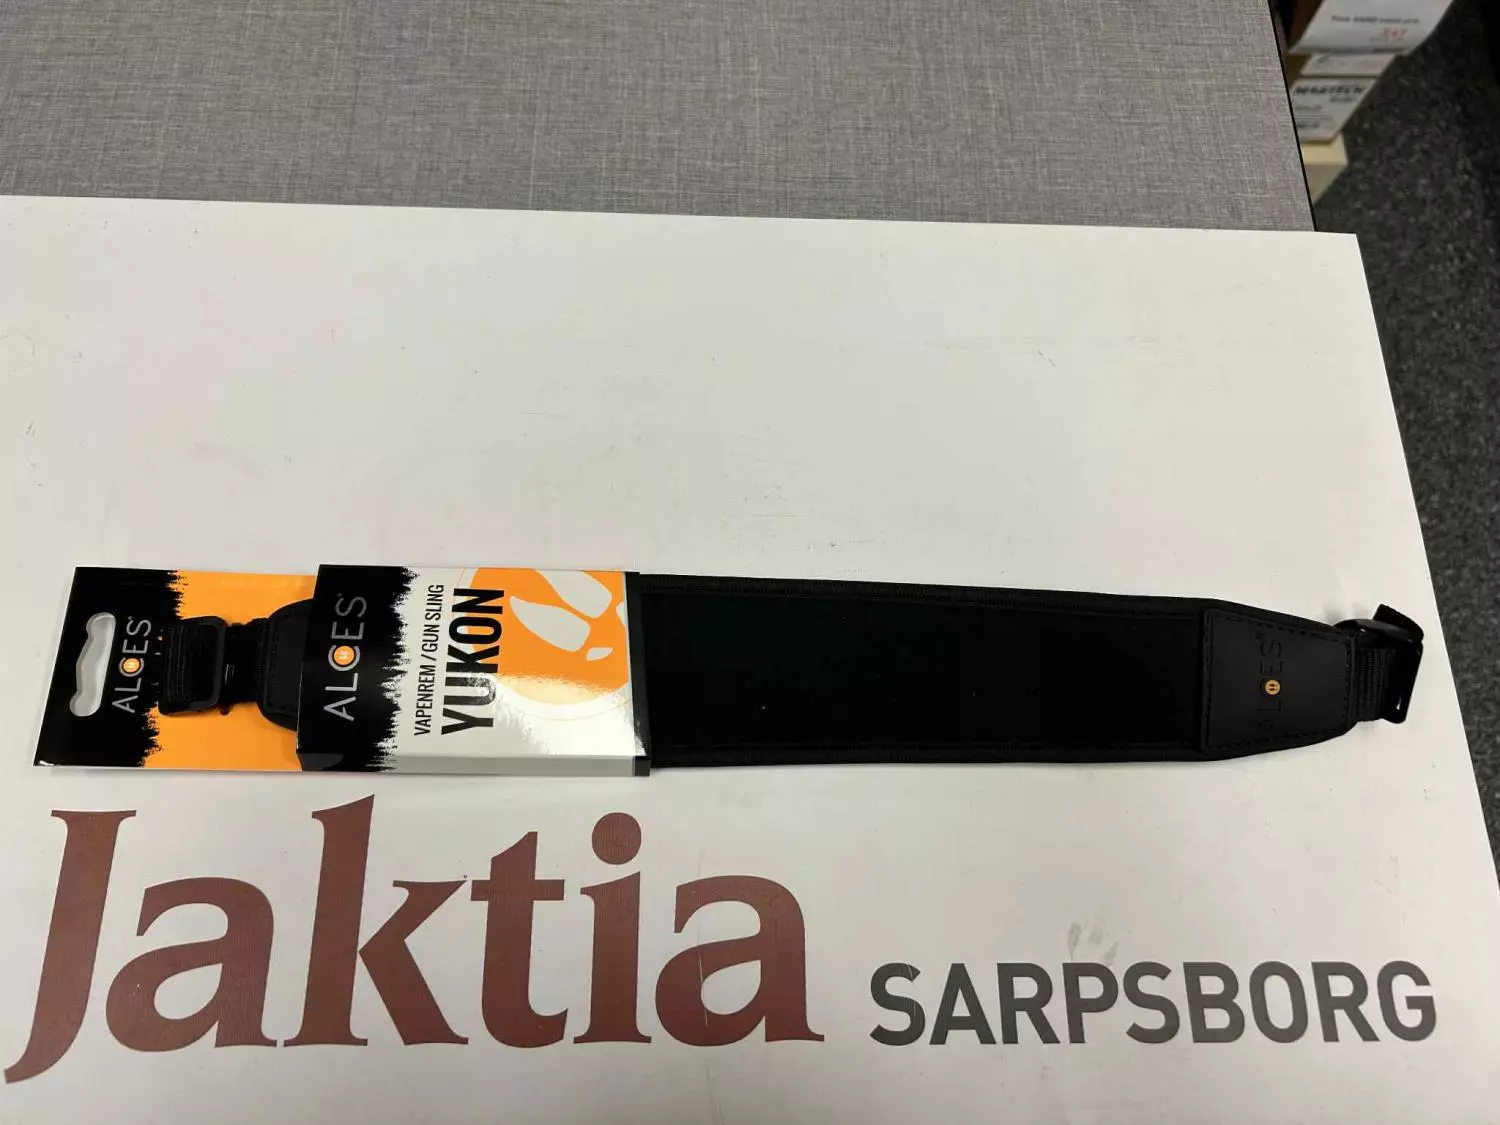 ALCES
ALCES
VAPENREM / GUN SLING
YUKON
ALCES
Jaktia SARPSBORG